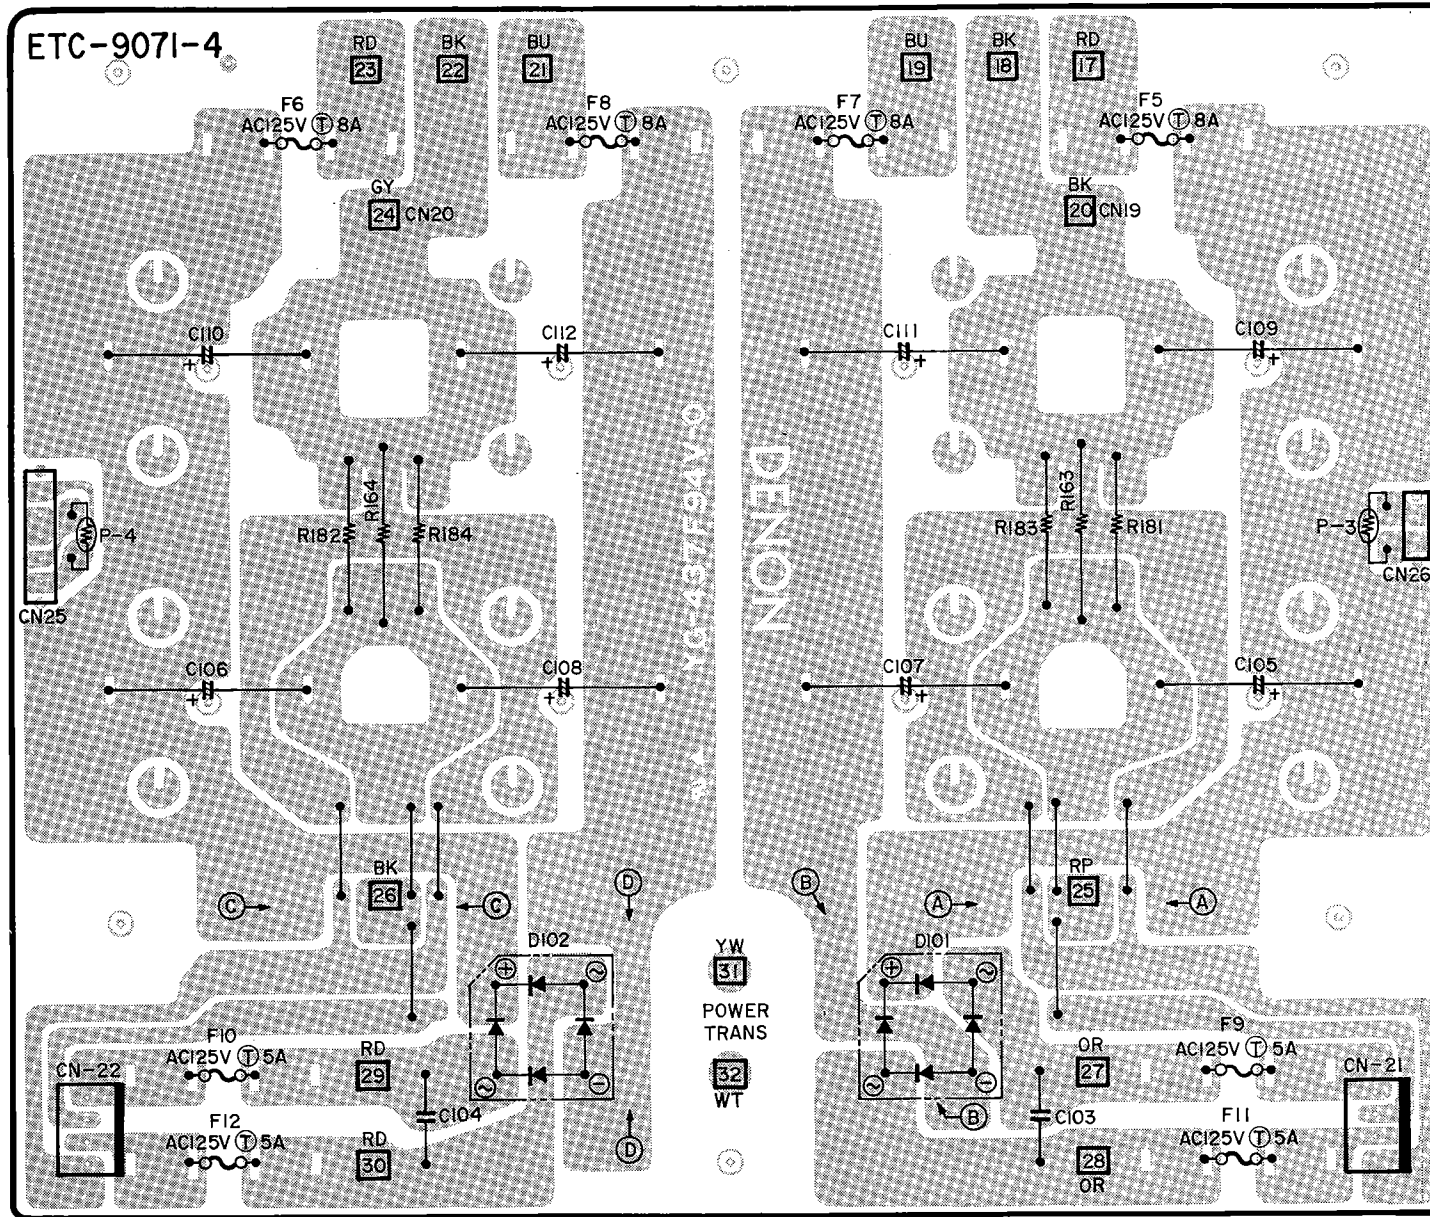 ETC-9071-4
RD
23
BK
22
BU
21
BU
19
BK
18
RD
17
F6
AC125V T 8A
F8
AC125V T 8A
F7
AC125V T 8A
F5
AC125V T 8A
GY
24 CN20
BK
20 CN19
C110
+
C112
+
C111
+
C109
+
YG-437F94V-0
DENON
R182
R164
R184
R183
R163
R181
P-4
CN25
P-3
CN26
C106
+
C108
+
C107
+
C105
+
BK
26
C
C
D
B
RP
25
A
A
D102
+
~
~
−
YW
31
POWER
TRANS
32
WT
D101
+
~
~
−
F10
AC125V T 5A
RD
29
CN-22
C104
F12
AC125V T 5A
RD
30
D
B
OR
27
C103
F9
AC125V T 5A
CN-21
F11
AC125V T 5A
28
OR